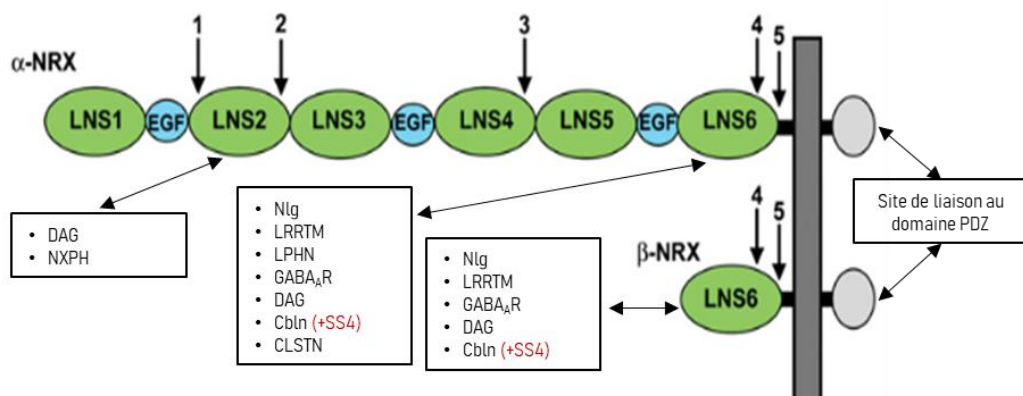 1 2 3 4 5
α-NRX
LNS1 EGF LNS2 LNS3 EGF LNS4 LNS5 EGF LNS6
• DAG
• NXPH
• Nlg
• LRRTM
• LPHN
• GABAAR
• DAG
• Cbln (+SS4)
• CLSTN
• Nlg
• LRRTM
• GABAAR
• DAG
• Cbln (+SS4)
4 5
β-NRX
LNS6
Site de liaison au
domaine PDZ